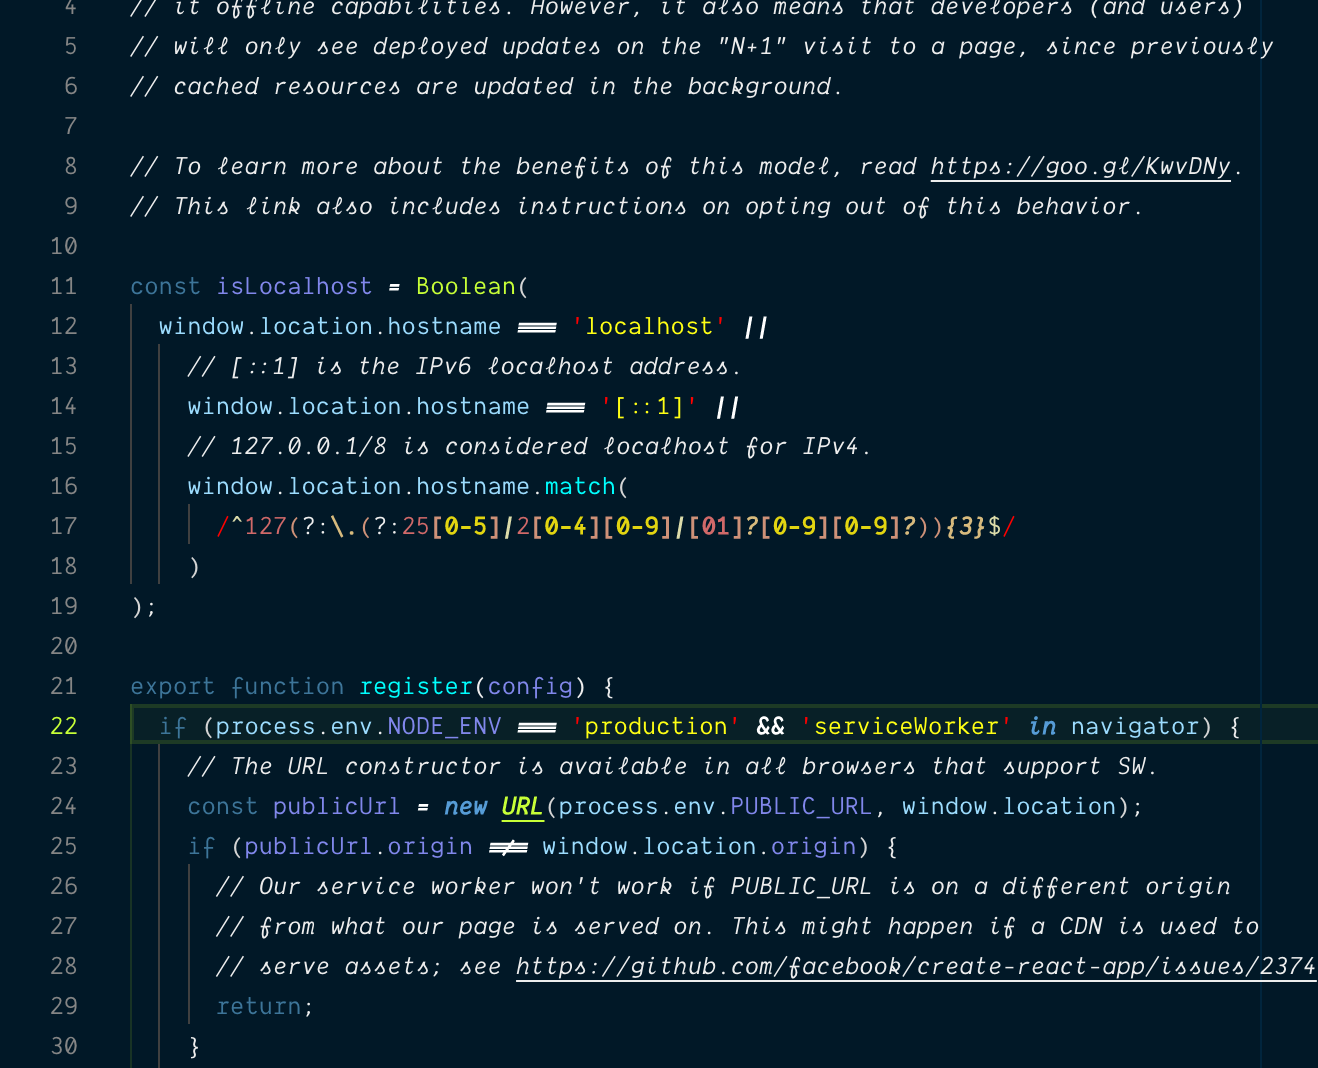 4 // it offline capabilities. However, it also means that developers (and users)
5 // will only see deployed updates on the "N+1" visit to a page, since previously
6 // cached resources are updated in the background.
7
8 // To learn more about the benefits of this model, read https://goo.gl/KwvDNy.
9 // This link also includes instructions on opting out of this behavior.
10
11 const isLocalhost = Boolean(
12 window.location.hostname === 'localhost' ||
13 // [::1] is the IPv6 localhost address.
14 window.location.hostname === '[::1]' ||
15 // 127.0.0.1/8 is considered localhost for IPv4.
16 window.location.hostname.match(
17 /^127(?:\.(?:25[0-5]|2[0-4][0-9]|[01]?[0-9][0-9]?)){3}$/
18 )
19 );
20
21 export function register(config) {
22 if (process.env.NODE_ENV === 'production' && 'serviceWorker' in navigator) {
23 // The URL constructor is available in all browsers that support SW.
24 const publicUrl = new URL(process.env.PUBLIC_URL, window.location);
25 if (publicUrl.origin !== window.location.origin) {
26 // Our service worker won't work if PUBLIC_URL is on a different origin
27 // from what our page is served on. This might happen if a CDN is used to
28 // serve assets; see https://github.com/facebook/create-react-app/issues/2374
29 return;
30 }